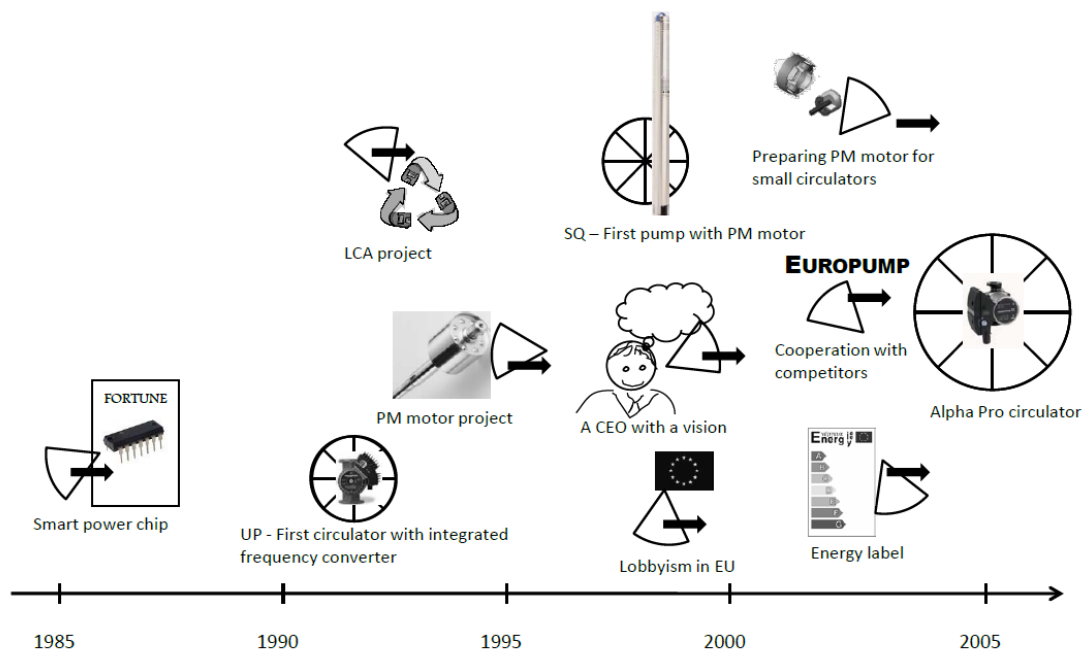 Preparing PM motor for
small circulators
SQ – First pump with PM motor
LCA project
EUROPUMP
Cooperation with
competitors
Alpha Pro circulator
PM motor project
A CEO with a vision
FORTUNE
Smart power chip
UP - First circulator with integrated
frequency converter
Lobbyism in EU
Energ
A
B
C
D
E
F
G
Energy label
1985
1990
1995
2000
2005